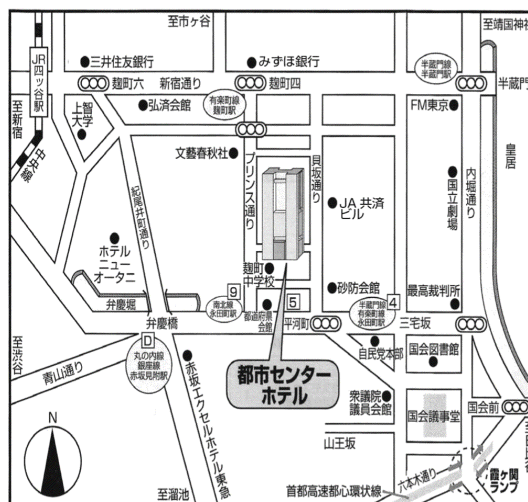 至市ヶ谷
至靖国神社
JR四ッ谷駅
三井住友銀行
みずほ銀行
半蔵門線
半蔵門駅
麹町六
新宿通り
麹町四
半蔵門
至新宿
上智
大学
弘済会館
有楽町線
麹町駅
FM東京
中央線
文藝春秋社
プリンス通り
貝坂通り
内堀通り
皇居
紀尾井町通り
JA共済
ビル
国立劇場
ホテル
ニュー
オータニ
麹町
中学校
9
南北線
永田町駅
都道府県
会館
5
砂防会館
半蔵門線
有楽町線
永田町駅
4
最高裁判所
弁慶堀
弁慶橋
平河町
三宅坂
至渋谷
D
丸の内線
銀座線
赤坂見附駅
青山通り
自民党本部
国会図書館
都市センター
ホテル
赤坂エクセルホテル東急
衆議院
議員会館
国会議事堂
国会前
N
山王坂
六本木通り
霞ヶ関
ランプ
至溜池
首都高速都心環状線